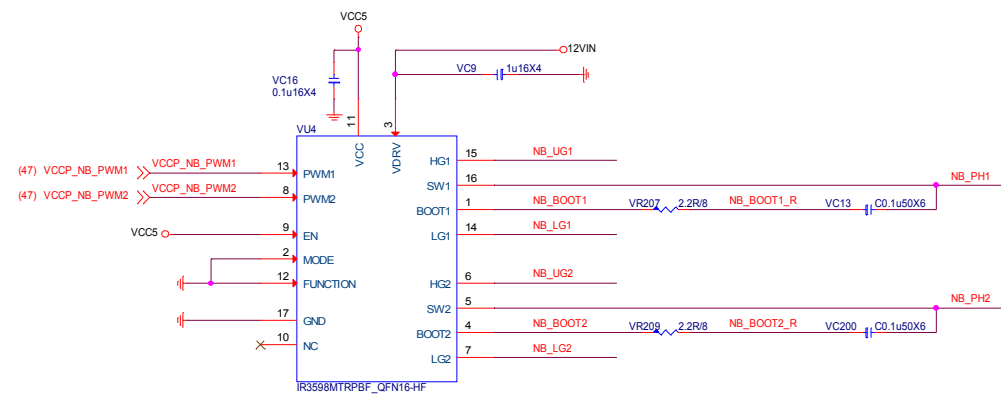 VCC5
12VIN
VC9 1u16X4
VC16
0.1u16X4
VU4
11
3
VCC
VDRV
(47) VCCP_NB_PWM1 VCCP_NB_PWM1 13 PWM1
(47) VCCP_NB_PWM2 VCCP_NB_PWM2 8 PWM2
VCC5 9 EN
2 MODE
12 FUNCTION
17 GND
10 NC
HG1 15 NB_UG1
SW1 16 NB_PH1
BOOT1 1 NB_BOOT1 VR207 2.2R/8 NB_BOOT1_R VC13 C0.1u50X6
LG1 14 NB_LG1
HG2 6 NB_UG2
SW2 5 NB_PH2
BOOT2 4 NB_BOOT2 VR209 2.2R/8 NB_BOOT2_R VC200 C0.1u50X6
LG2 7 NB_LG2
IR3598MTRPBF_QFN16-HF